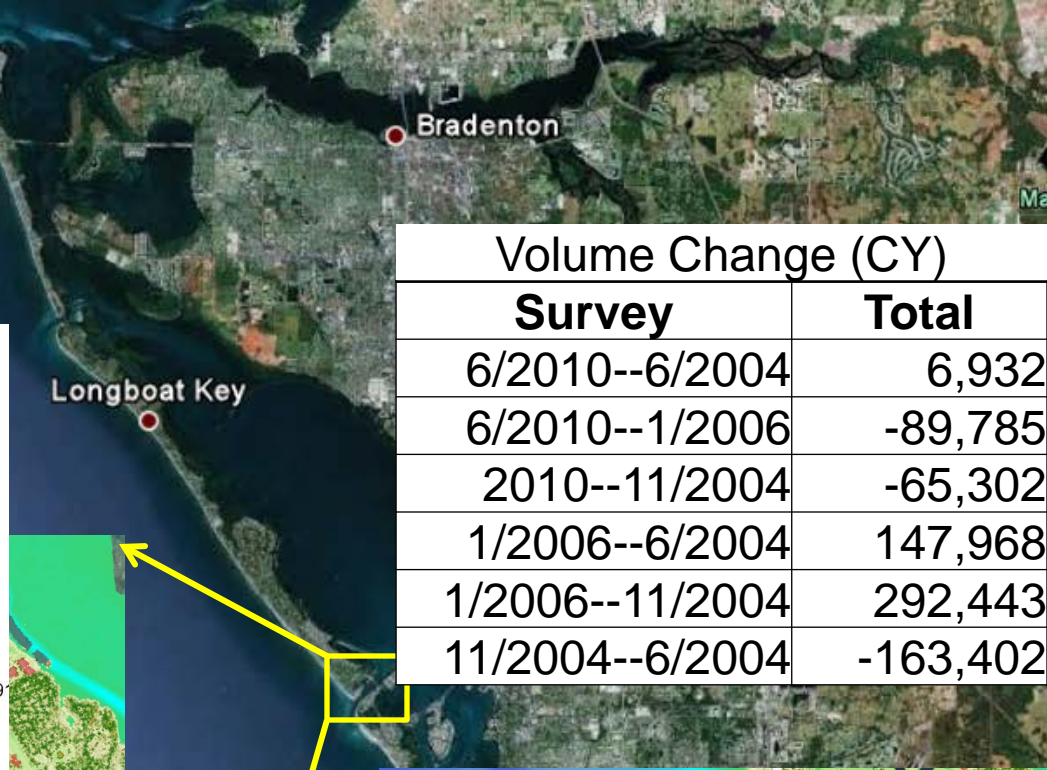 Bradenton
Ma
Volume Change (CY)
Survey Total
6/2010--6/2004 6,932
6/2010--1/2006 -89,785
2010--11/2004 -65,302
1/2006--6/2004 147,968
1/2006--11/2004 292,443
11/2004--6/2004 -163,402
Longboat Key